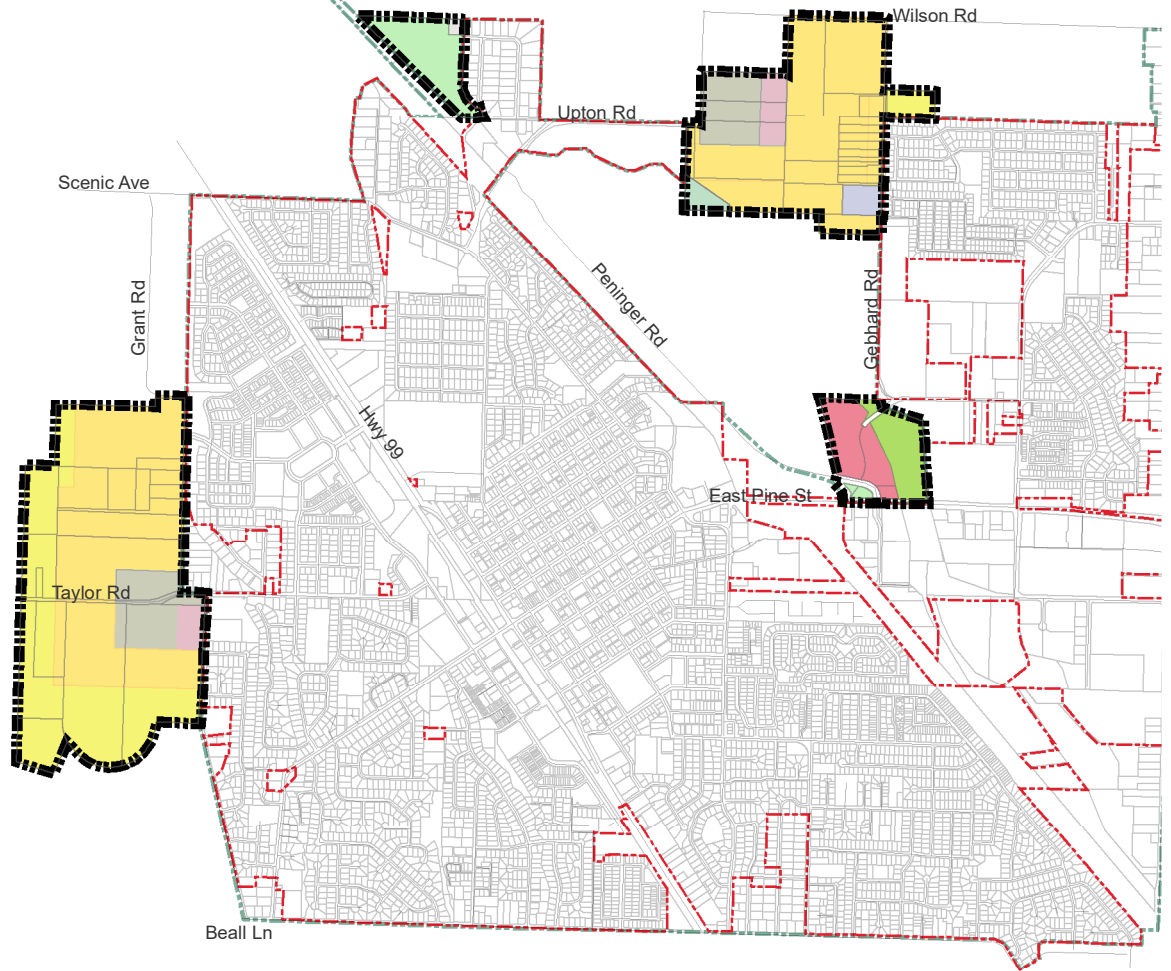 Wilson Rd
Upton Rd
Scenic Ave
Peninger Rd
Grant Rd
Gebhard Rd
Hwy 99
East Pine St
Taylor Rd
Beall Ln